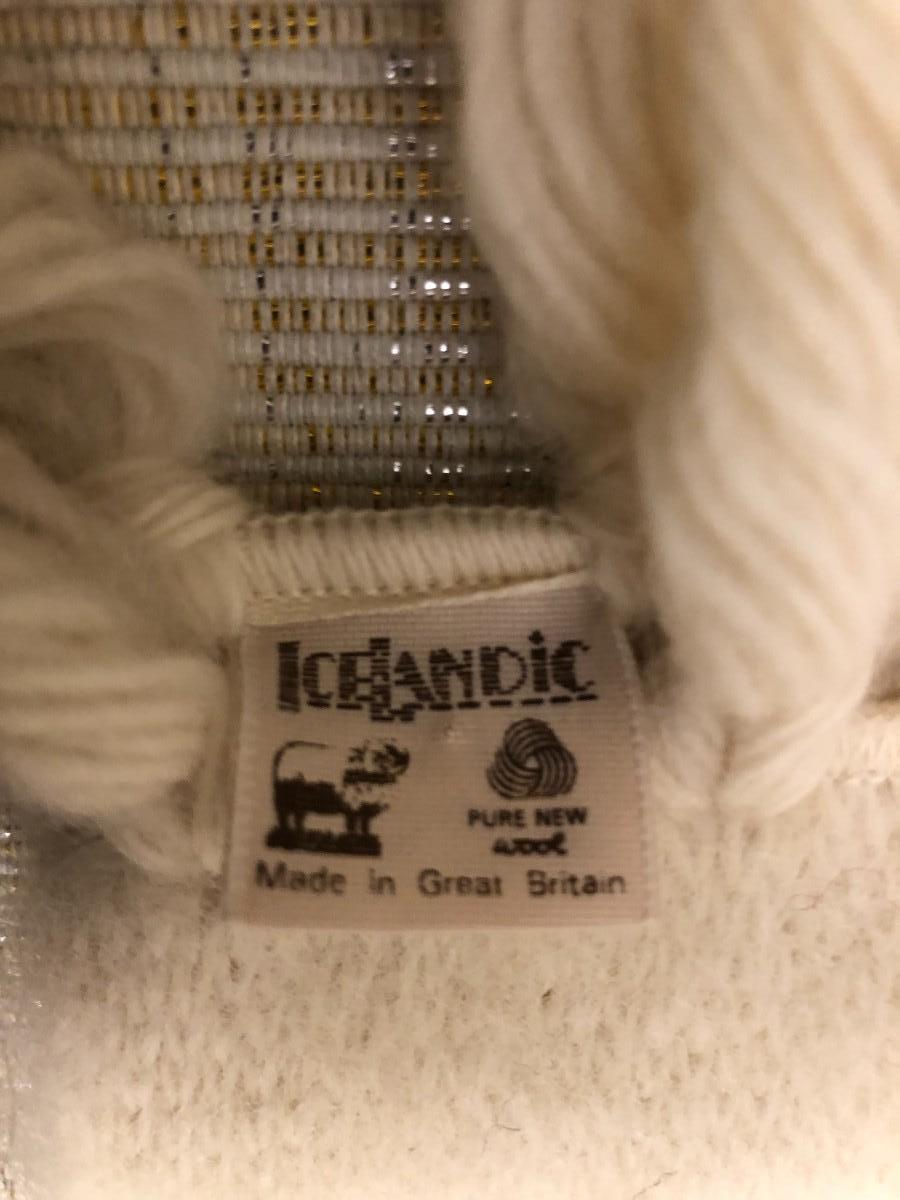 ICELANDiC
PURE NEW
wool
Made in Great Britain